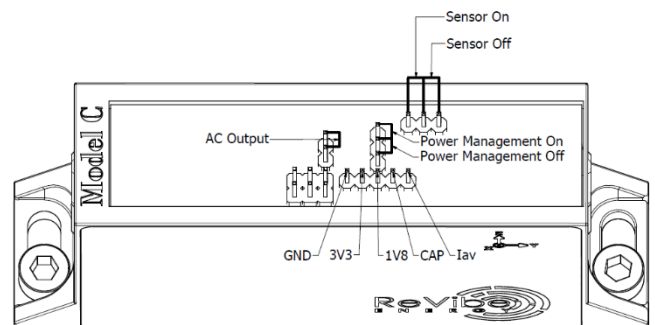 Sensor On
Sensor Off
Model C
AC Output
Power Management On
Power Management Off
GND
3V3
1V8
CAP
Iav
ReVibe
ENERGY